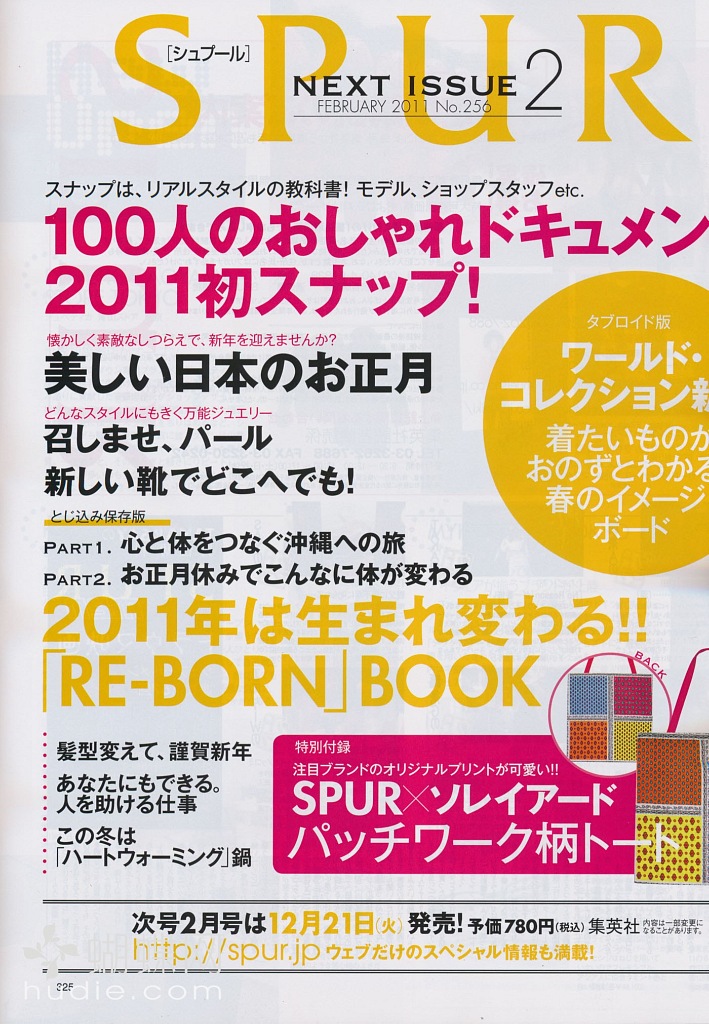 SPUR
[シュプール]
NEXT ISSUE 2
FEBRUARY 2011 No.256
スナップは、リアルスタイルの教科書! モデル、ショップスタッフetc.
100人のおしゃれドキュメン
2011初スナップ!
懐かしく素敵なしつらえで、新年を迎えませんか?
美しい日本のお正月
どんなスタイルにもきく万能ジュエリー
召しませ、パール
新しい靴でどこへでも!
タブロイド版
ワールド・
コレクション新
着たいものが
おのずとわかる
春のイメージ
ボード
とじ込み保存版
PART1. 心と体をつなぐ沖縄への旅
PART2. お正月休みでこんなに体が変わる
2011年は生まれ変わる!!
「RE-BORN」BOOK
BACK
髪型変えて、謹賀新年
あなたにもできる。
人を助ける仕事
この冬は
「ハートウォーミング」鍋
特別付録
注目ブランドのオリジナルプリントが可愛い!!
SPUR×ソレイアード
パッチワーク柄トート
次号2月号は12月21日(火)発売! 予価780円(税込) 集英社 内容は一部変更に
なることがあります。
http://spur.jp ウェブだけのスペシャル情報も満載!
hudie.com
325